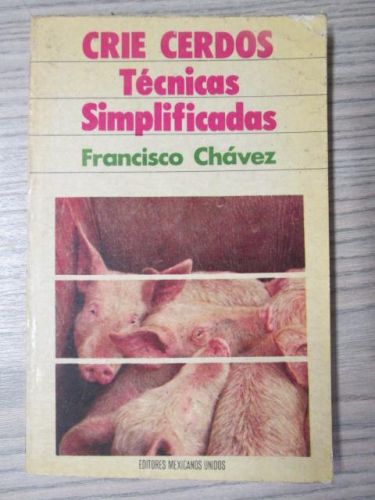 CRIE CERDOS
Técnicas
Simplificadas
Francisco Chávez
EDITORES MEXICANOS UNIDOS